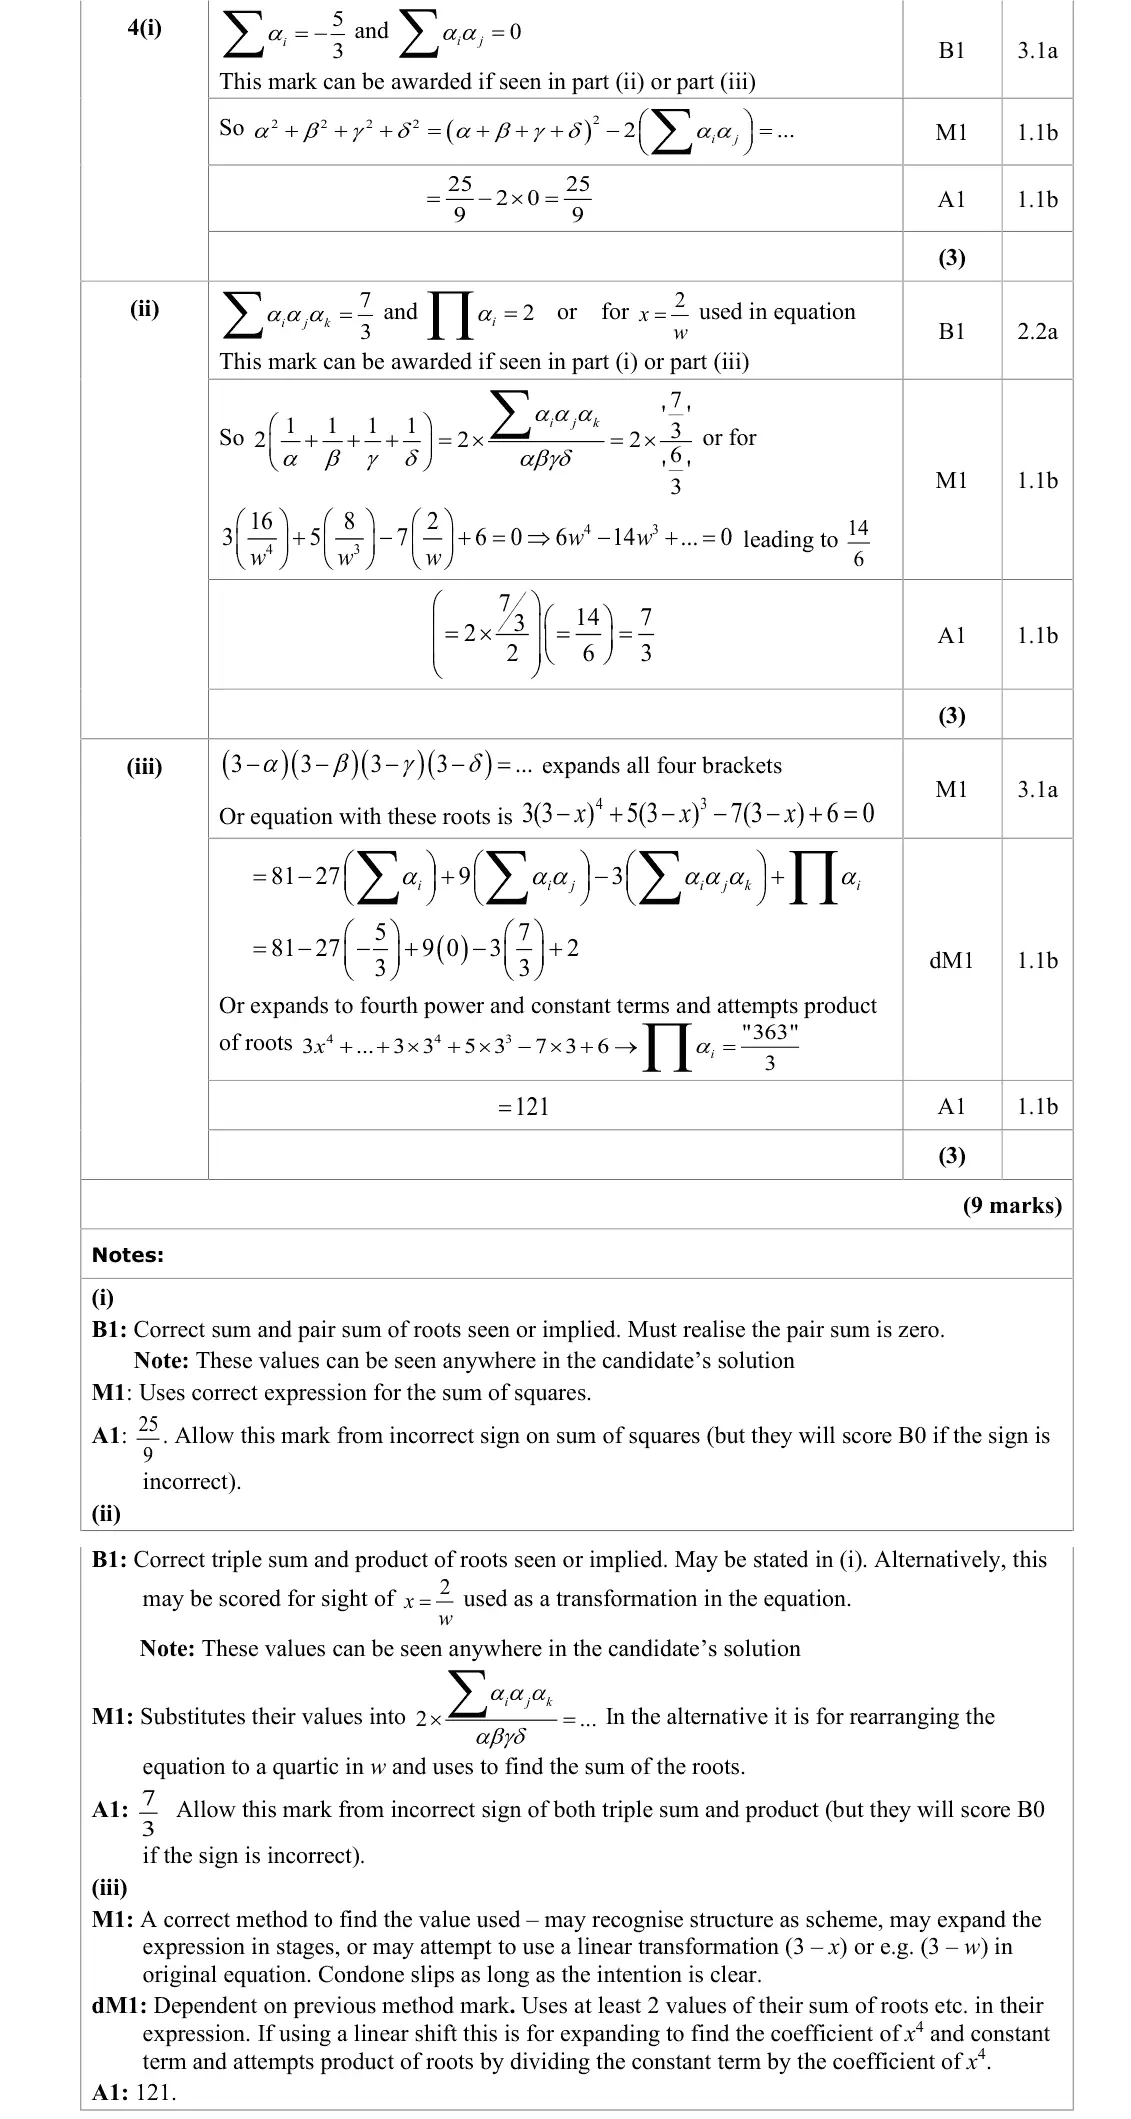 4(i) ∑αᵢ = −5/3 and ∑αᵢαⱼ = 0 B1 3.1a
This mark can be awarded if seen in part (ii) or part (iii)
So α² + β² + γ² + δ² = (α + β + γ + δ)² − 2(∑αᵢαⱼ) = ... M1 1.1b
= 25/9 − 2×0 = 25/9 A1 1.1b
(3)
(ii) ∑αᵢαⱼαₖ = 7/3 and ∏αᵢ = 2 or for x = 2/w used in equation B1 2.2a
This mark can be awarded if seen in part (i) or part (iii)
So 2(1/α + 1/β + 1/γ + 1/δ) = 2 × ∑αᵢαⱼαₖ/αβγδ = 2 × '7/3'/'6/3' or for M1 1.1b
3(16/w⁴) + 5(8/w³) − 7(2/w) + 6 = 0 ⇒ 6w⁴ − 14w³ + ... = 0 leading to 14/6
(= 2 × (7/3)/2)(= 14/6) = 7/3 A1 1.1b
(3)
(iii) (3−α)(3−β)(3−γ)(3−δ) = ... expands all four brackets M1 3.1a
Or equation with these roots is 3(3−x)⁴ + 5(3−x)³ − 7(3−x) + 6 = 0
= 81 − 27(∑αᵢ) + 9(∑αᵢαⱼ) − 3(∑αᵢαⱼαₖ) + ∏αᵢ
= 81 − 27(−5/3) + 9(0) − 3(7/3) + 2 dM1 1.1b
Or expands to fourth power and constant terms and attempts product
of roots 3x⁴ + ... + 3×3⁴ + 5×3³ − 7×3 + 6 → ∏αᵢ = "363"/3
= 121 A1 1.1b
(3)
(9 marks)
Notes:
(i)
B1: Correct sum and pair sum of roots seen or implied. Must realise the pair sum is zero.
Note: These values can be seen anywhere in the candidate's solution
M1: Uses correct expression for the sum of squares.
A1: 25/9. Allow this mark from incorrect sign on sum of squares (but they will score B0 if the sign is
incorrect).
(ii)
B1: Correct triple sum and product of roots seen or implied. May be stated in (i). Alternatively, this
may be scored for sight of x = 2/w used as a transformation in the equation.
Note: These values can be seen anywhere in the candidate's solution
M1: Substitutes their values into 2 × ∑αᵢαⱼαₖ/αβγδ = ... In the alternative it is for rearranging the
equation to a quartic in w and uses to find the sum of the roots.
A1: 7/3 Allow this mark from incorrect sign of both triple sum and product (but they will score B0
if the sign is incorrect).
(iii)
M1: A correct method to find the value used – may recognise structure as scheme, may expand the
expression in stages, or may attempt to use a linear transformation (3 – x) or e.g. (3 – w) in
original equation. Condone slips as long as the intention is clear.
dM1: Dependent on previous method mark. Uses at least 2 values of their sum of roots etc. in their
expression. If using a linear shift this is for expanding to find the coefficient of x⁴ and constant
term and attempts product of roots by dividing the constant term by the coefficient of x⁴.
A1: 121.